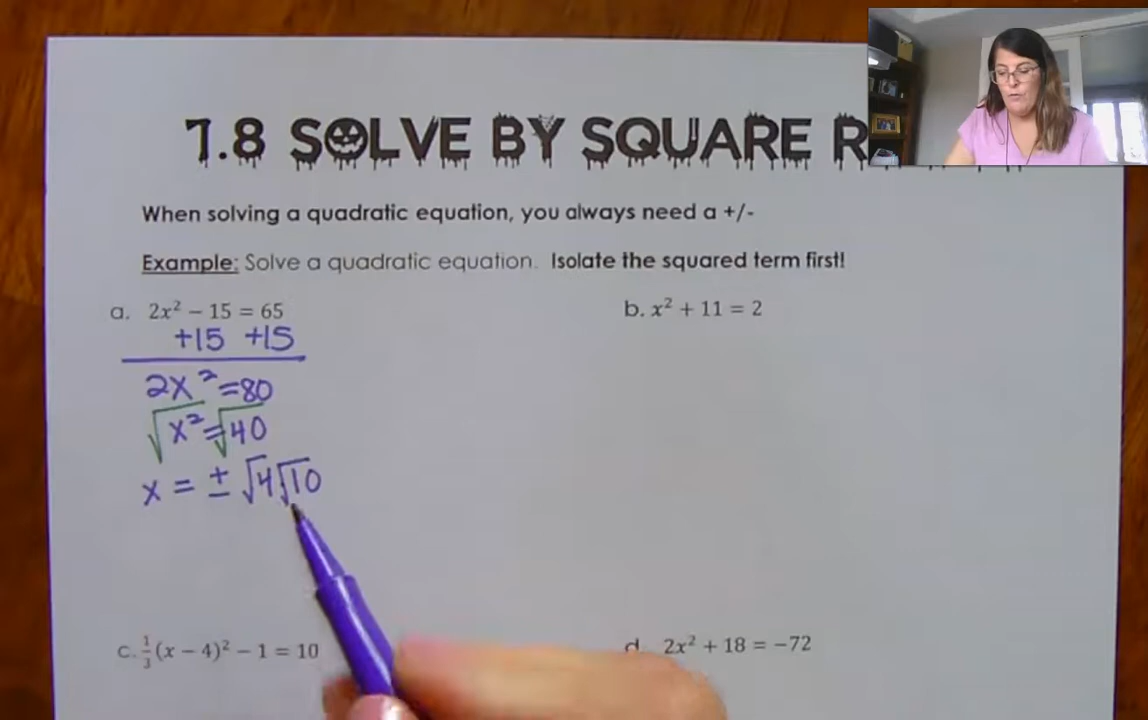 7.8 SOLVE BY SQUARE R
When solving a quadratic equation, you always need a +/-
Example: Solve a quadratic equation. Isolate the squared term first!
a. 2x² − 15 = 65
+15 +15
2x² = 80
√x² = √40
x = ± √4√10
b. x² + 11 = 2
c. 1/3(x − 4)² − 1 = 10
d. 2x² + 18 = −72